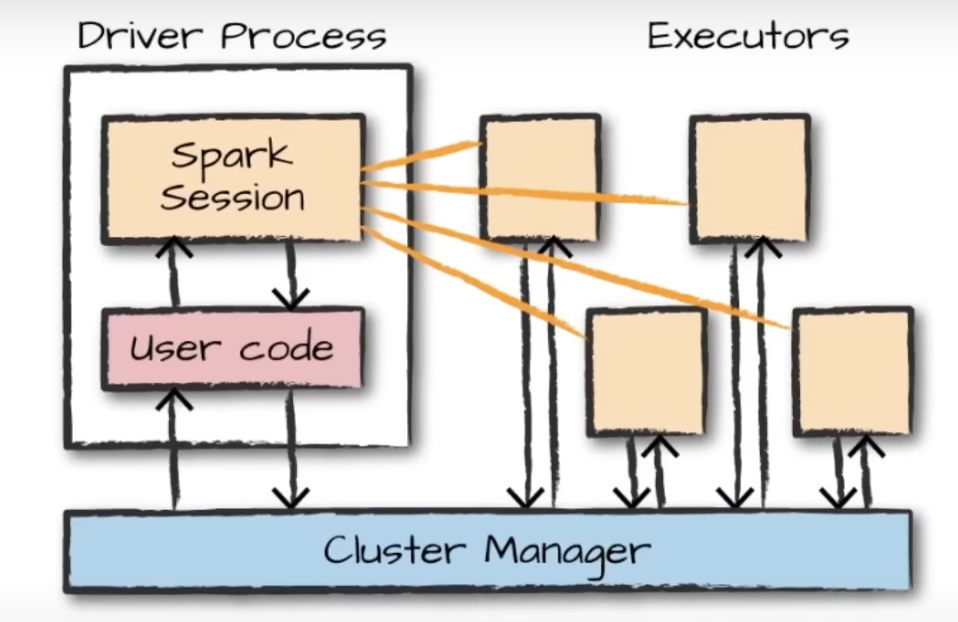 Driver Process
Executors
Spark
Session
User code
Cluster Manager